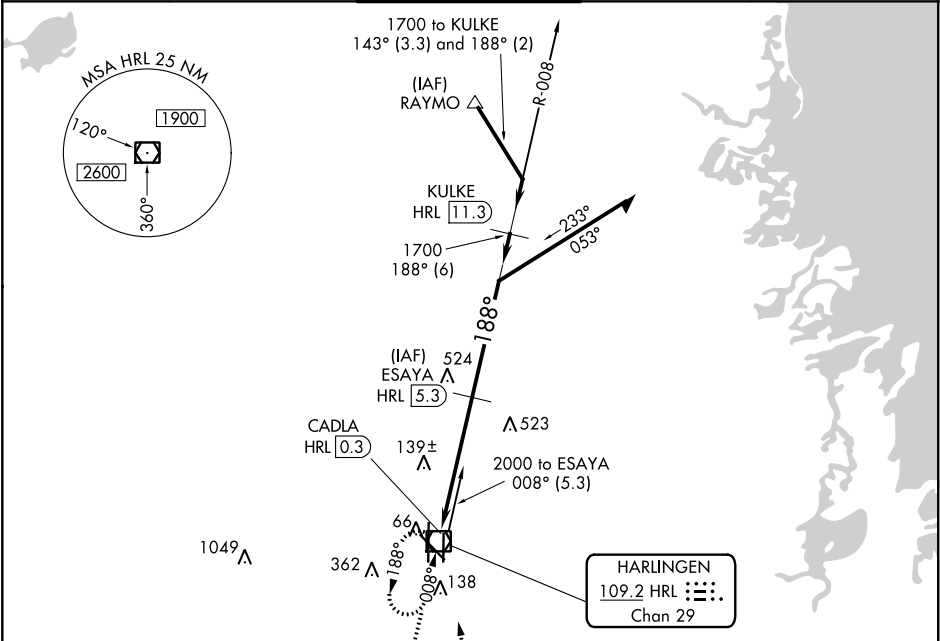 MSA HRL 25 NM
1900
120°
2600
360°
1700 to KULKE
143° (3.3) and 188° (2)
(IAF)
RAYMO
R-008
KULKE
HRL 11.3
1700
188° (6)
233°
053°
188°
(IAF)
ESAYA
HRL 5.3
524
523
CADLA
HRL 0.3
139±
2000 to ESAYA
008° (5.3)
66
1049
362
188°
008°
138
HARLINGEN
109.2 HRL
Chan 29